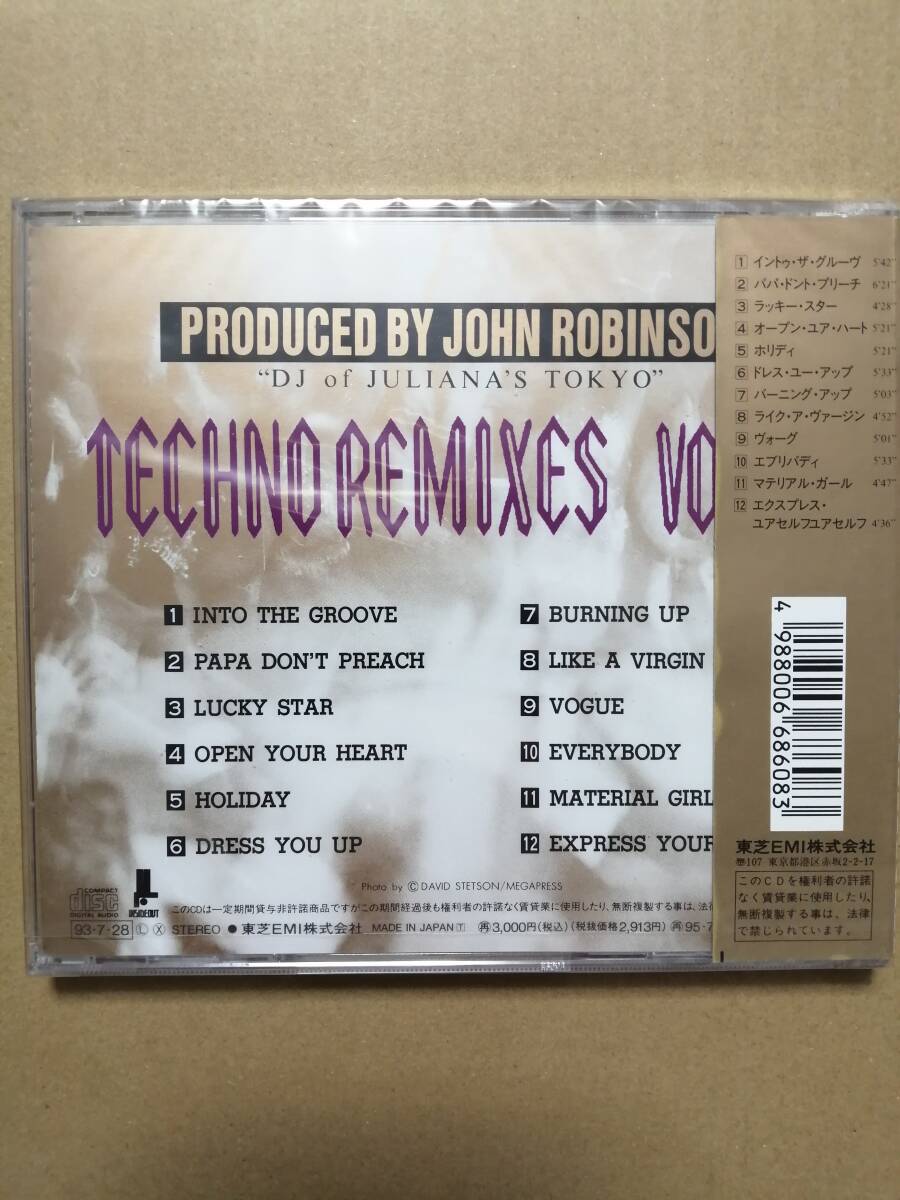 PRODUCED BY JOHN ROBINSO
“DJ of JULIANA'S TOKYO”
TECHNO REMIXES VO
1 INTO THE GROOVE
2 PAPA DON'T PREACH
3 LUCKY STAR
4 OPEN YOUR HEART
5 HOLIDAY
6 DRESS YOU UP
7 BURNING UP
8 LIKE A VIRGIN
9 VOGUE
10 EVERYBODY
11 MATERIAL GIRL
12 EXPRESS YOUR
Photo by Ⓒ DAVID STETSON/MEGAPRESS
COMPACT
disc
DIGITAL AUDIO
INSIDEOUT
このCDは一定期間貸与非許諾商品ですがこの期間経過後も権利者の許諾なく賃貸業に使用したり、無断複製する事は、法律
93・7・28 Ⓛ Ⓧ STEREO ● 東芝EMI株式会社 MADE IN JAPAN T 再 3,000円(税込) (税抜価格2,913円) 再 95・7
1 イントゥ・ザ・グルーヴ 5'42"
2 パパ・ドント・プリーチ 6'21"
3 ラッキー・スター 4'28"
4 オープン・ユア・ハート 5'21"
5 ホリディ 5'21"
6 ドレス・ユー・アップ 5'33"
7 バーニング・アップ 5'03"
8 ライク・ア・ヴァージン 4'52"
9 ヴォーグ 5'01"
10 エブリバディ 5'33"
11 マテリアル・ガール 4'47"
12 エクスプレス・
ユアセルフユアセルフ 4'36"
4 988006 686083
東芝EMI株式会社
〠107 東京都港区赤坂2-2-17
このCDを権利者の許諾
なく賃貸業に使用したり、
無断複製する事は、法律
で禁じられています。